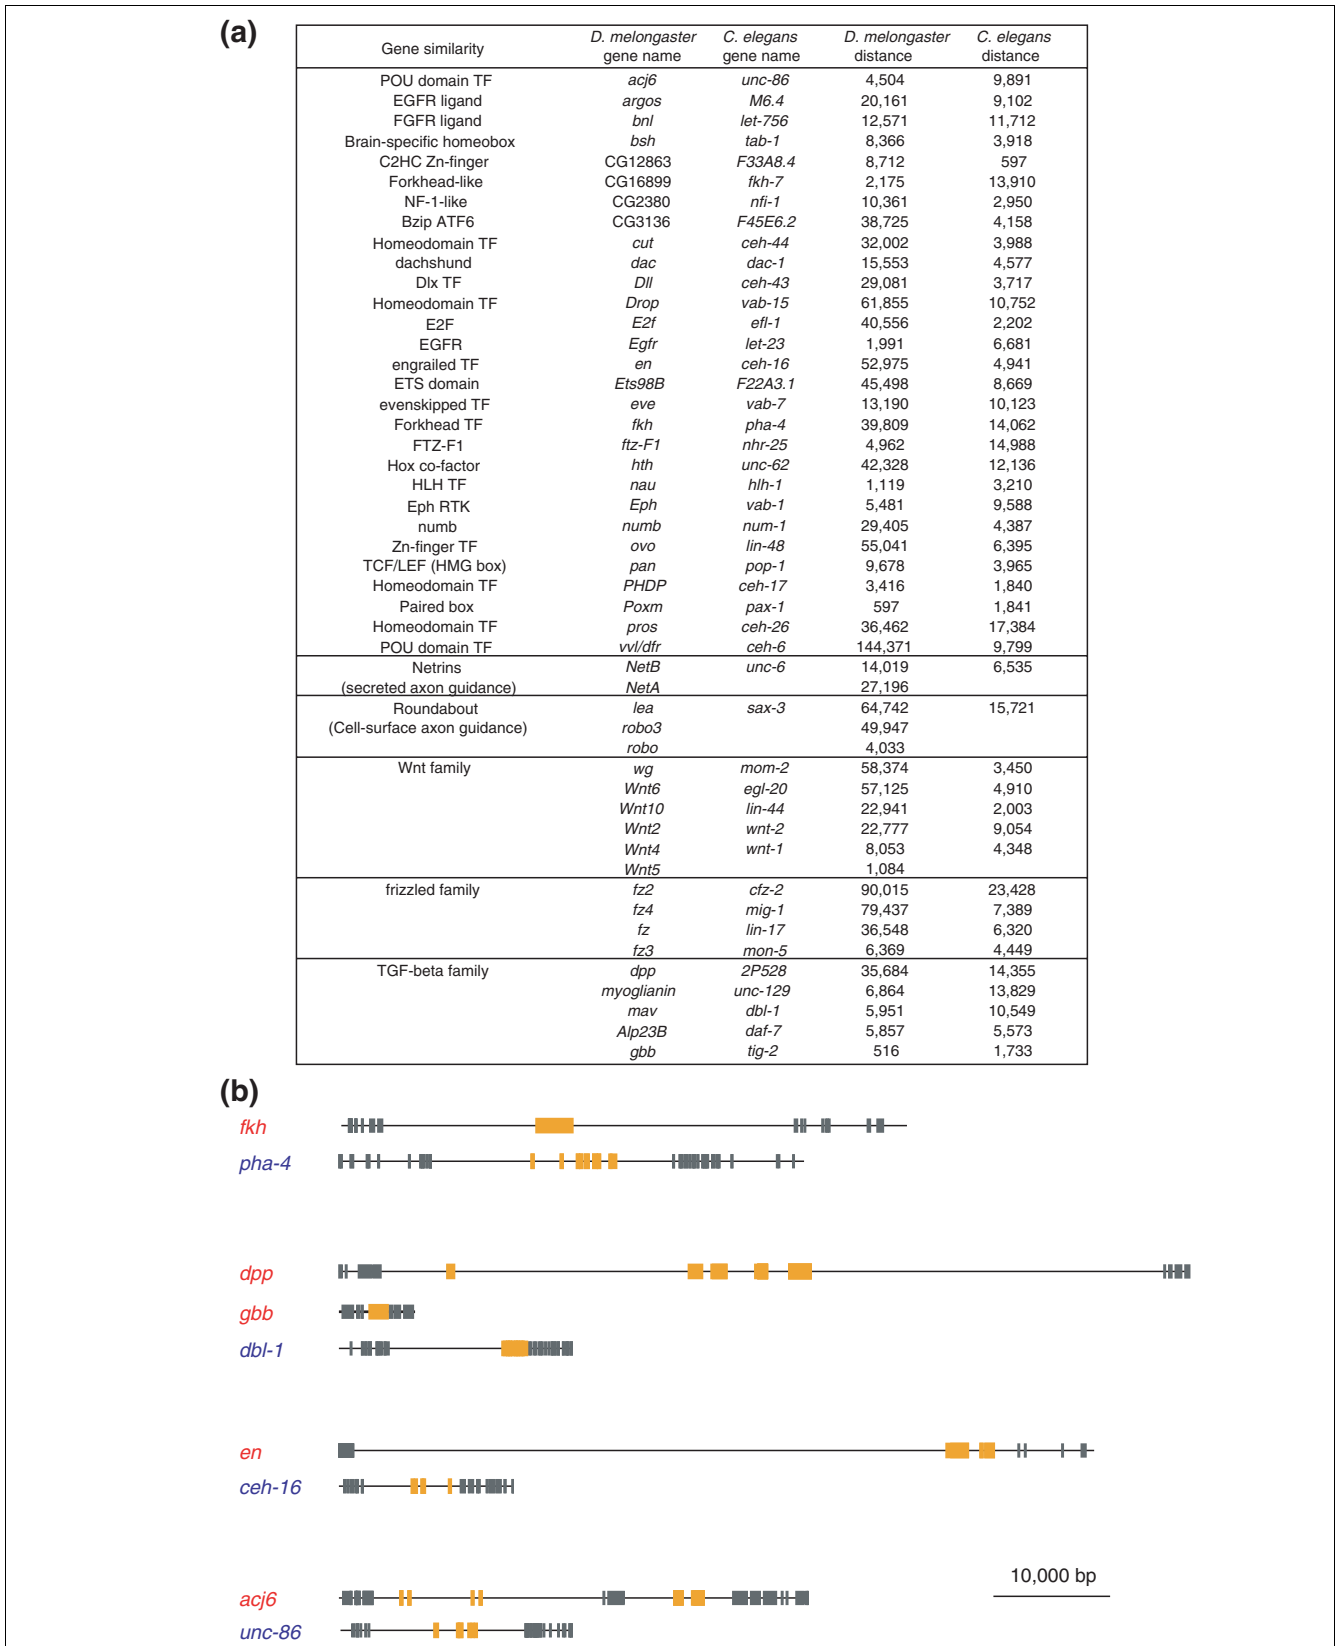 (a)
Gene similarity D. melongaster gene name C. elegans gene name D. melongaster distance C. elegans distance
POU domain TF acj6 unc-86 4,504 9,891
EGFR ligand argos M6.4 20,161 9,102
FGFR ligand bnl let-756 12,571 11,712
Brain-specific homeobox bsh tab-1 8,366 3,918
C2HC Zn-finger CG12863 F33A8.4 8,712 597
Forkhead-like CG16899 fkh-7 2,175 13,910
NF-1-like CG2380 nfi-1 10,361 2,950
Bzip ATF6 CG3136 F45E6.2 38,725 4,158
Homeodomain TF cut ceh-44 32,002 3,988
dachshund dac dac-1 15,553 4,577
Dlx TF Dll ceh-43 29,081 3,717
Homeodomain TF Drop vab-15 61,855 10,752
E2F E2f efl-1 40,556 2,202
EGFR Egfr let-23 1,991 6,681
engrailed TF en ceh-16 52,975 4,941
ETS domain Ets98B F22A3.1 45,498 8,669
evenskipped TF eve vab-7 13,190 10,123
Forkhead TF fkh pha-4 39,809 14,062
FTZ-F1 ftz-F1 nhr-25 4,962 14,988
Hox co-factor hth unc-62 42,328 12,136
HLH TF nau hlh-1 1,119 3,210
Eph RTK Eph vab-1 5,481 9,588
numb numb num-1 29,405 4,387
Zn-finger TF ovo lin-48 55,041 6,395
TCF/LEF (HMG box) pan pop-1 9,678 3,965
Homeodomain TF PHDP ceh-17 3,416 1,840
Paired box Poxm pax-1 597 1,841
Homeodomain TF pros ceh-26 36,462 17,384
POU domain TF vvl/dfr ceh-6 144,371 9,799
Netrins NetB unc-6 14,019 6,535
(secreted axon guidance) NetA 27,196
Roundabout lea sax-3 64,742 15,721
(Cell-surface axon guidance) robo3 49,947
robo 4,033
Wnt family wg mom-2 58,374 3,450
Wnt6 egl-20 57,125 4,910
Wnt10 lin-44 22,941 2,003
Wnt2 wnt-2 22,777 9,054
Wnt4 wnt-1 8,053 4,348
Wnt5 1,084
frizzled family fz2 cfz-2 90,015 23,428
fz4 mig-1 79,437 7,389
fz lin-17 36,548 6,320
fz3 mon-5 6,369 4,449
TGF-beta family dpp 2P528 35,684 14,355
myoglianin unc-129 6,864 13,829
mav dbl-1 5,951 10,549
Alp23B daf-7 5,857 5,573
gbb tig-2 516 1,733
(b)
fkh
pha-4
dpp
gbb
dbl-1
en
ceh-16
acj6
10,000 bp
unc-86